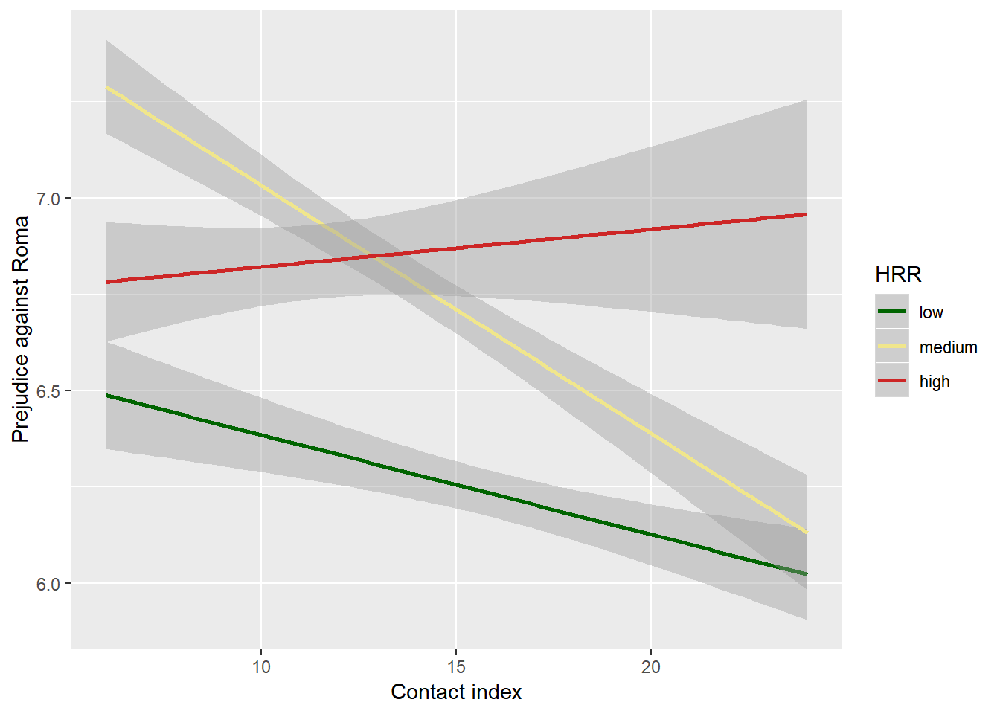 Prejudice against Roma
7.0
6.5
6.0
10
15
20
Contact index
HRR
low
medium
high